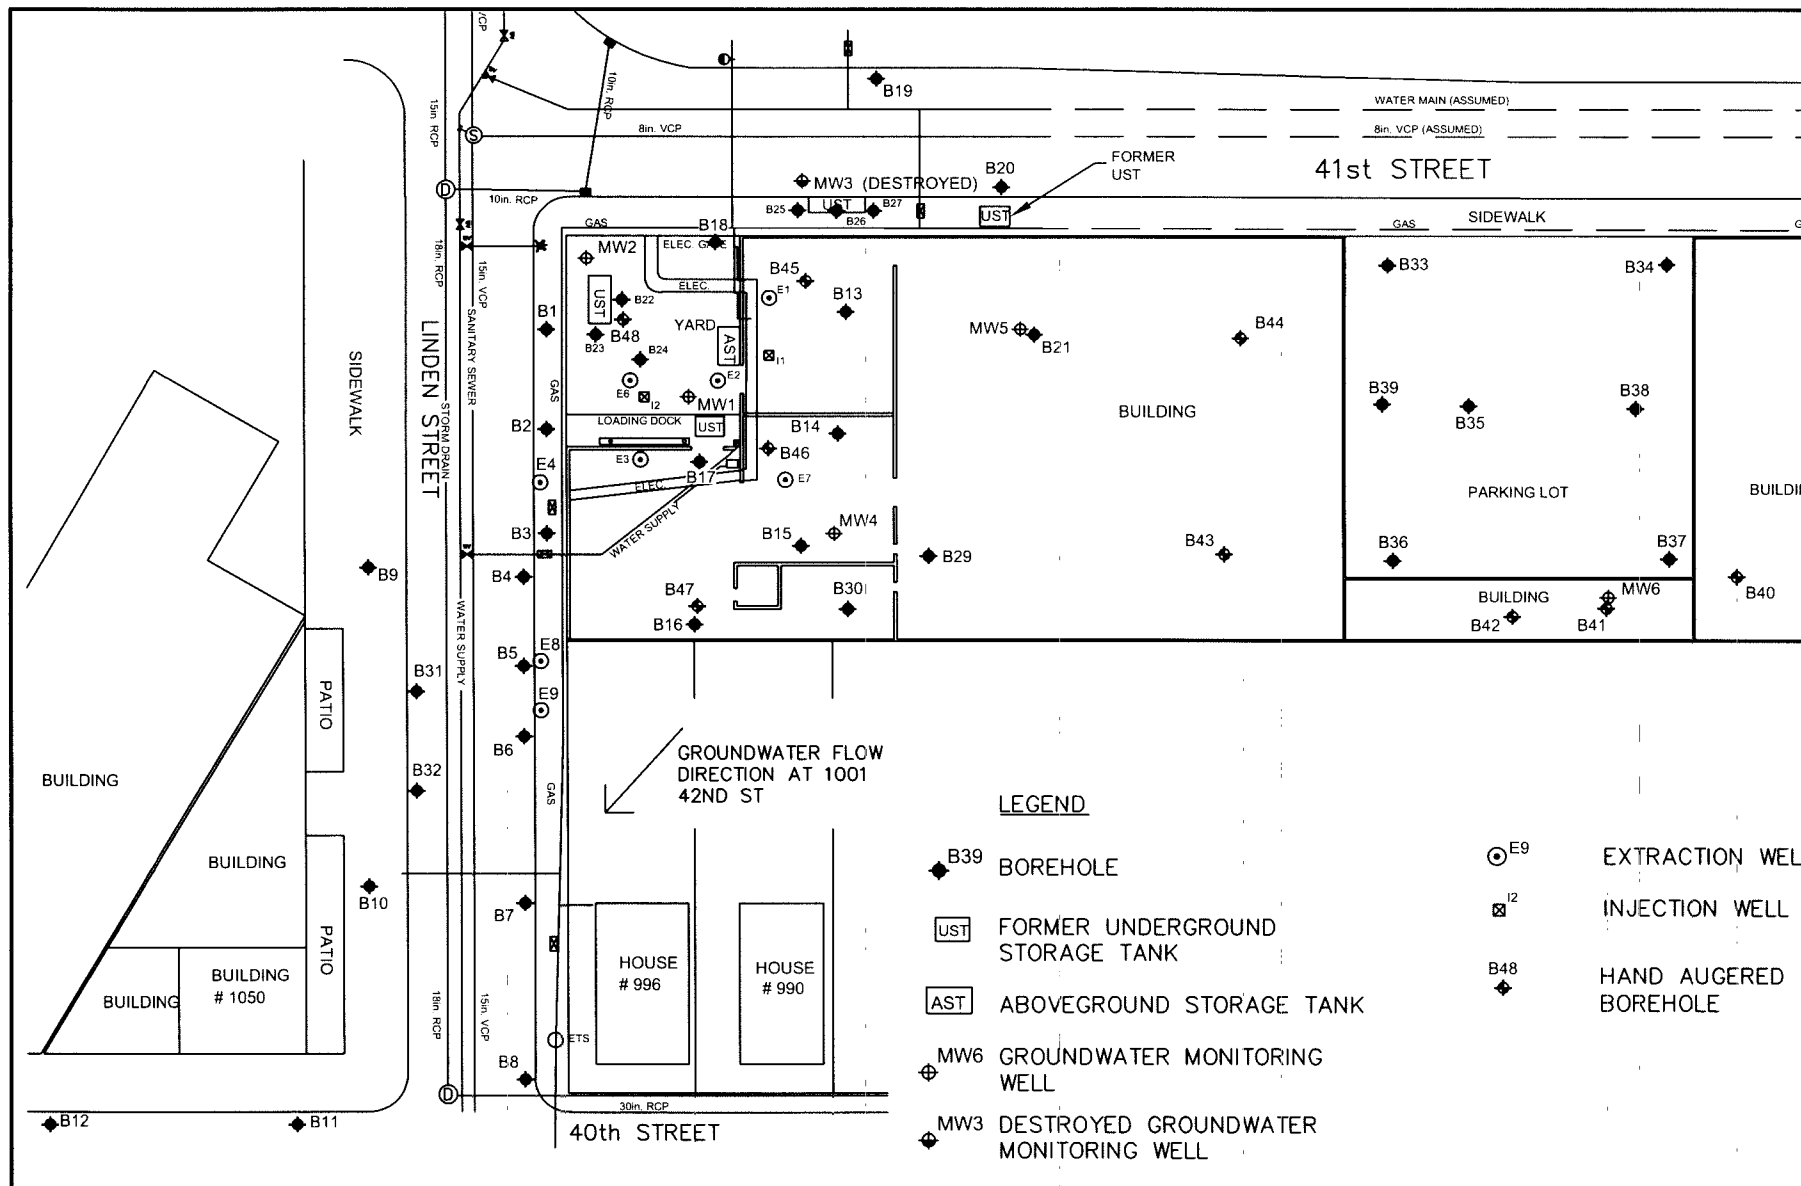 VCP
10in. RCP
B19
15in. RCP
WATER MAIN (ASSUMED)
S
8in. VCP
8in. VCP (ASSUMED)
FORMER
UST
41st STREET
B20
D
10in. RCP
MW3 (DESTROYED)
UST
B25
B26
B27
UST
SIDEWALK
GAS
GAS
B18
ELEC.
MW2
ELEC.
18in. RCP
15in. VCP
B45
E1
B13
B33
B34
UST
B22
B48
B23
B24
YARD
AST
B1
I1
MW5
B21
B44
LINDEN STREET
SANITARY SEWER
STORM DRAIN
SIDEWALK
GAS
E6
I2
E2
MW1
BUILDING
B39
B35
B38
B2
LOADING DOCK
UST
B14
B46
E4
E3
B17
E7
ELEC.
WATER SUPPLY
PARKING LOT
BUILDI
B3
B15
MW4
B29
B43
B36
B37
B9
B4
B47
B16
B30
BUILDING
MW6
B42
B41
B40
WATER SUPPLY
B5
E8
B31
PATIO
E9
B6
GROUNDWATER FLOW
DIRECTION AT 1001
42ND ST
BUILDING
B32
GAS
LEGEND
B39 BOREHOLE
UST FORMER UNDERGROUND
STORAGE TANK
AST ABOVEGROUND STORAGE TANK
MW6 GROUNDWATER MONITORING
WELL
MW3 DESTROYED GROUNDWATER
MONITORING WELL
E9 EXTRACTION WEL
I2 INJECTION WELL
B48 HAND AUGERED
BOREHOLE
BUILDING
B10
B7
PATIO
BUILDING
BUILDING
# 1050
HOUSE
# 996
HOUSE
# 990
18in. RCP
15in. VCP
ETS
B8
D
30in. RCP
B12
B11
40th STREET